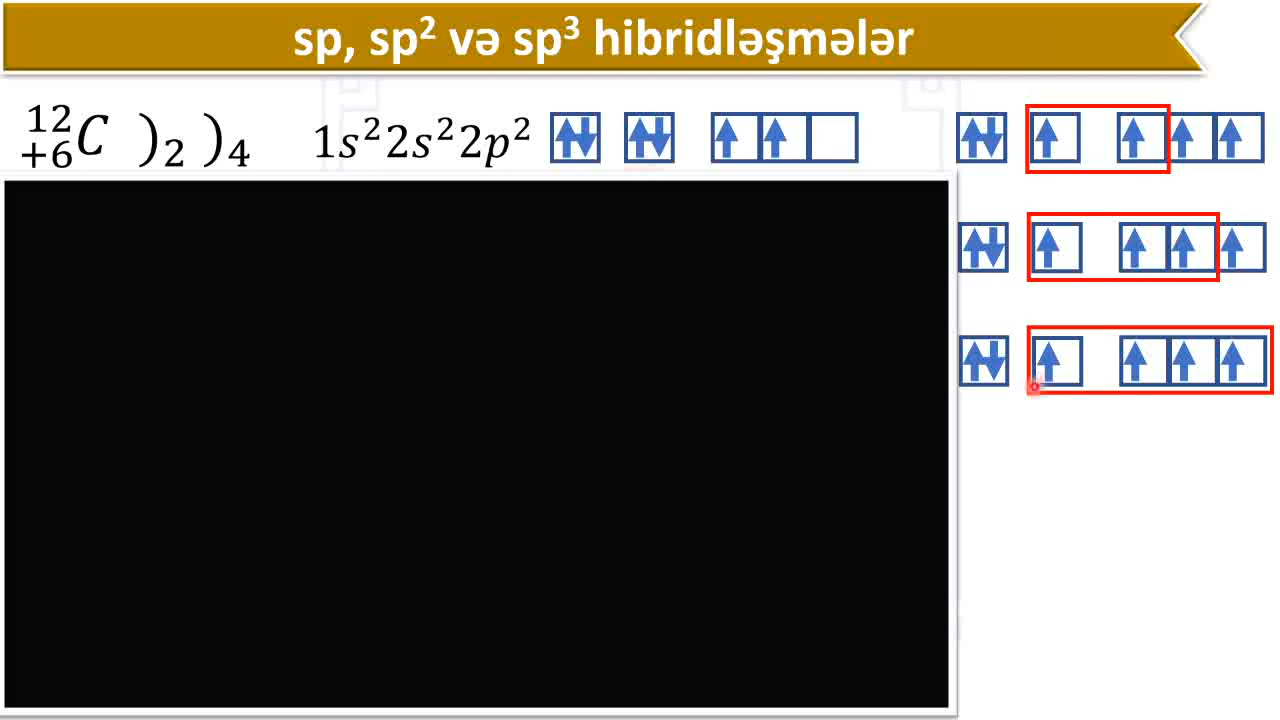 sp, sp² və sp³ hibridləşmələr
¹²₊₆C )₂ )₄ 1s²2s²2p²